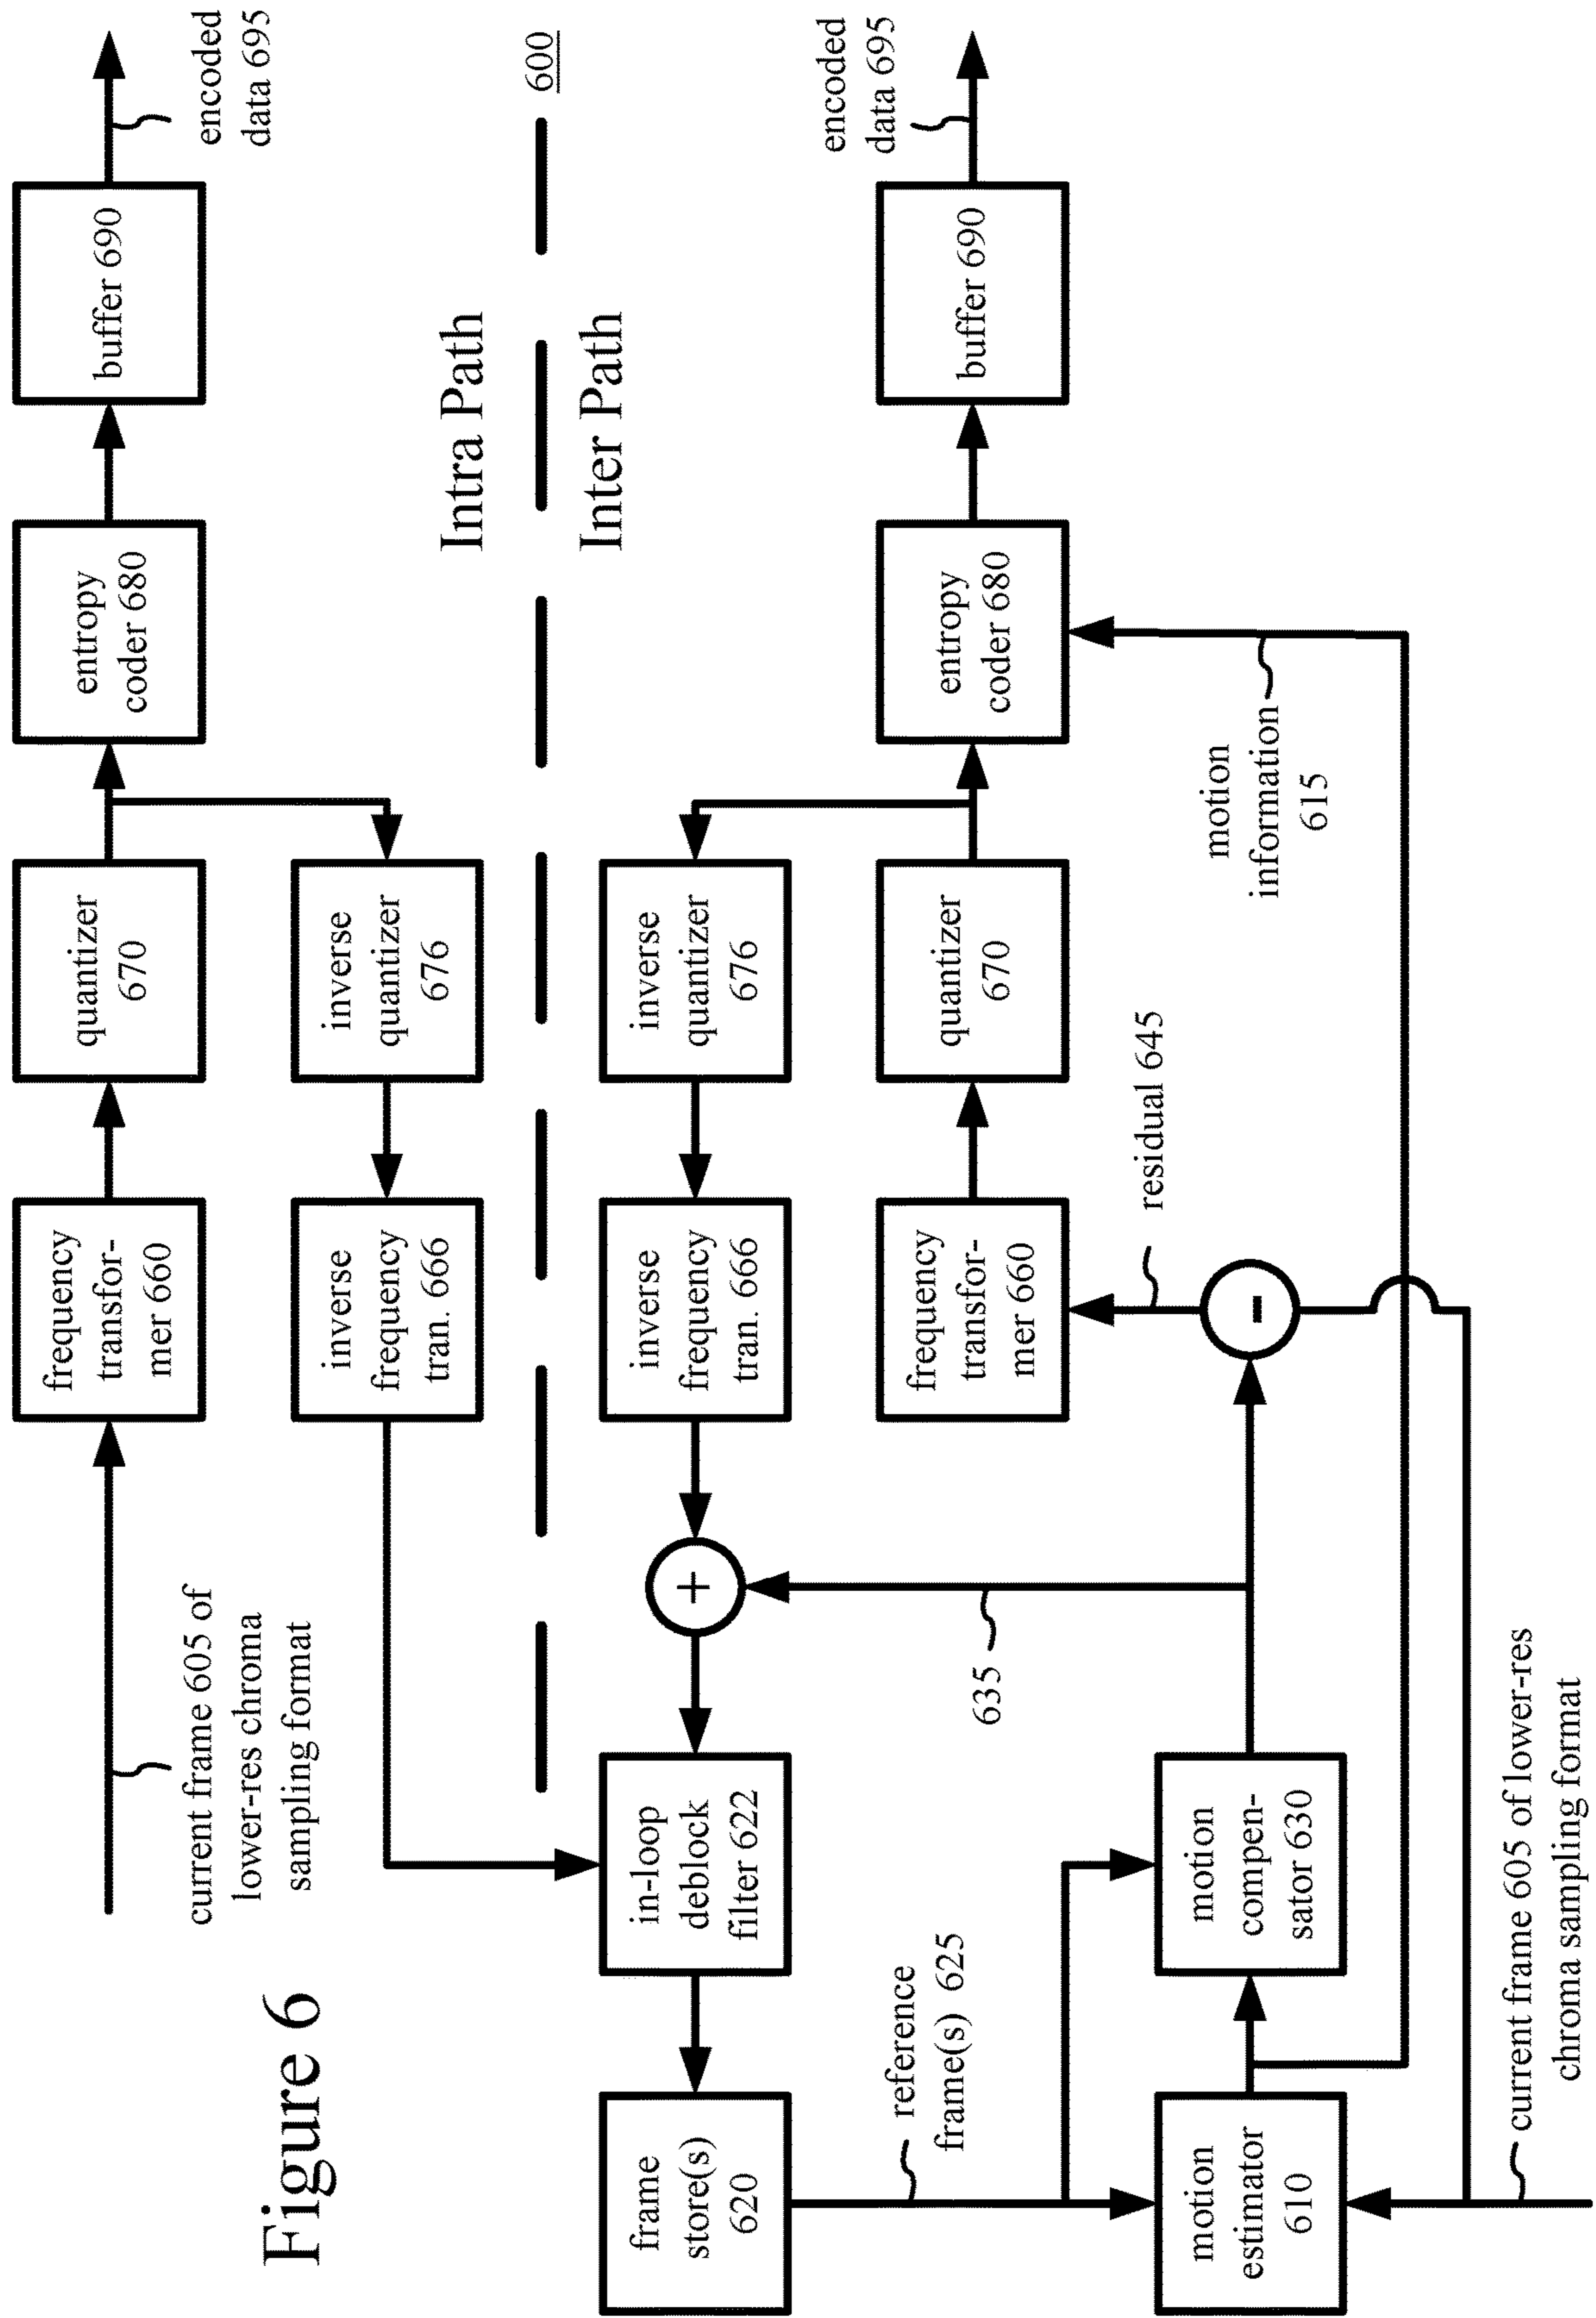 Figure 6
600
current frame 605 of
lower-res chroma
sampling format
frequency
transfor-
mer 660
quantizer
670
entropy
coder 680
buffer 690
encoded
data 695
inverse
frequency
tran. 666
inverse
quantizer
676
Intra Path
Inter Path
frame
store(s)
620
in-loop
deblock
filter 622
+
inverse
frequency
tran. 666
inverse
quantizer
676
reference
frame(s) 625
635
frequency
transfor-
mer 660
quantizer
670
entropy
coder 680
buffer 690
encoded
data 695
residual 645
motion
information
615
motion
estimator
610
motion
compen-
sator 630
-
current frame 605 of lower-res
chroma sampling format